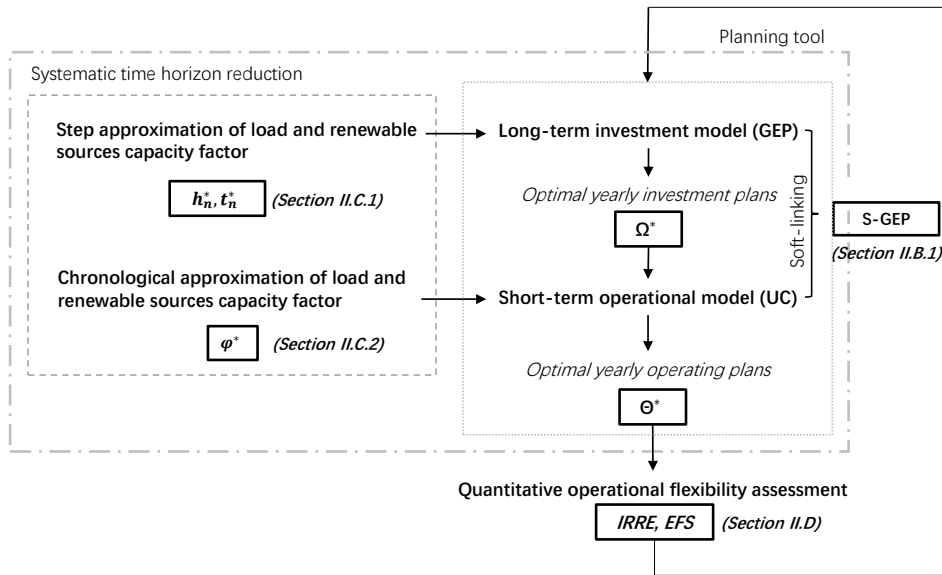 Planning tool
Systematic time horizon reduction
Step approximation of load and renewable
sources capacity factor
h*n, t*n
(Section II.C.1)
Chronological approximation of load and
renewable sources capacity factor
φ*
(Section II.C.2)
Long-term investment model (GEP)
Optimal yearly investment plans
Ω*
Short-term operational model (UC)
Optimal yearly operating plans
Θ*
Soft-linking
S-GEP
(Section II.B.1)
Quantitative operational flexibility assessment
IRRE, EFS
(Section II.D)